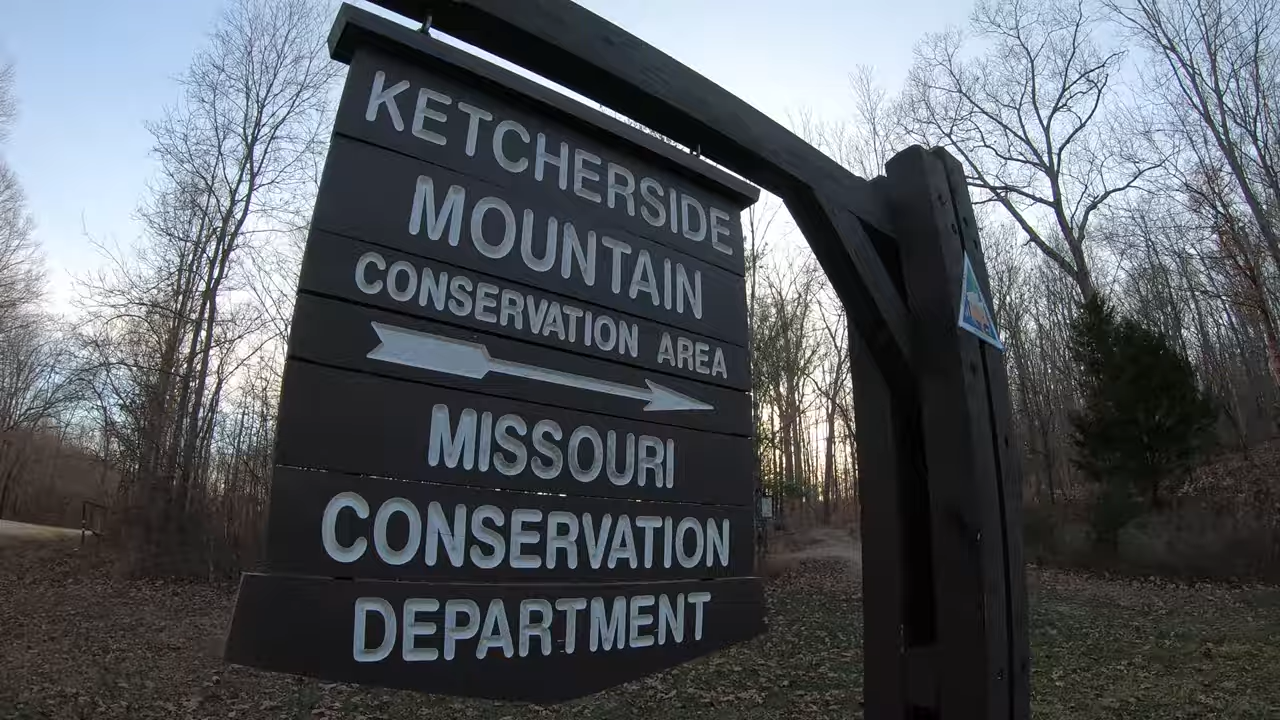 KETCHERSIDE
MOUNTAIN
CONSERVATION AREA
MISSOURI
CONSERVATION
DEPARTMENT